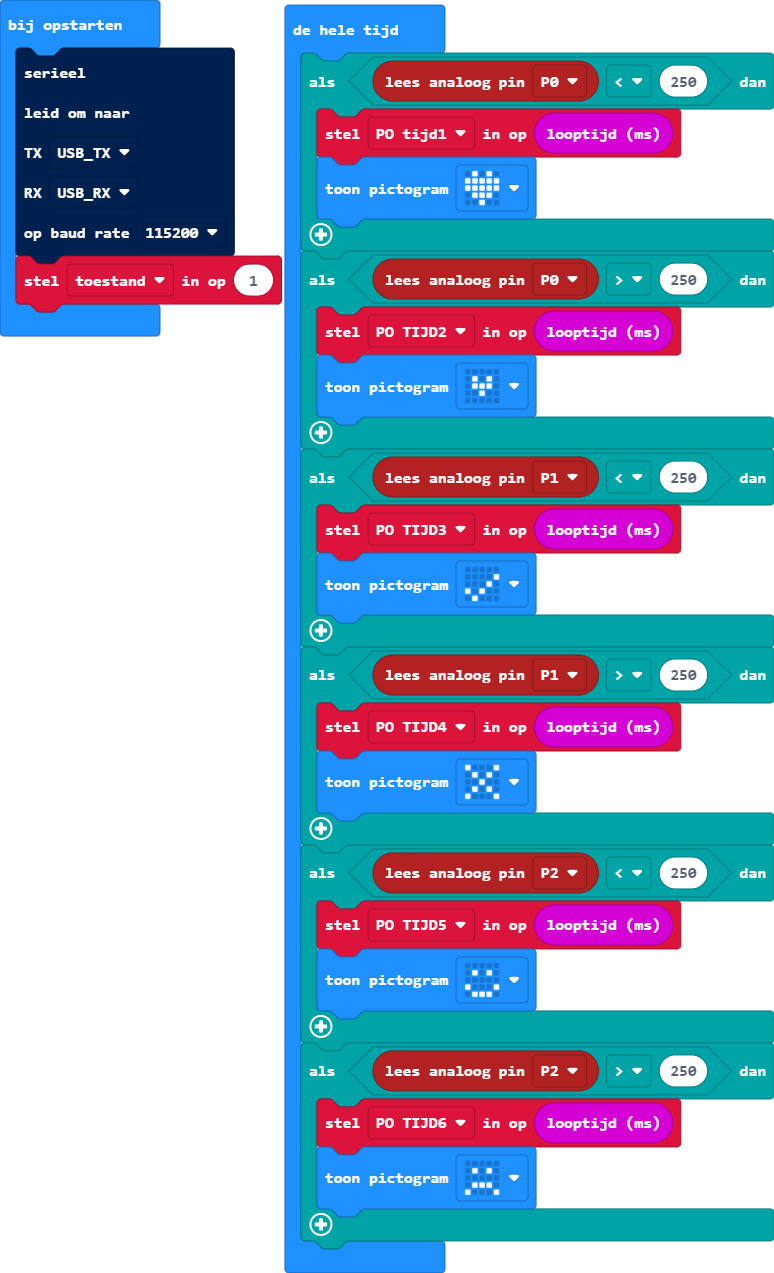 bij opstarten
serieel
leid om naar
TX USB_TX
RX USB_RX
op baud rate 115200
stel toestand in op 1
de hele tijd
als lees analoog pin P0 < 250 dan
stel PO tijd1 in op looptijd (ms)
toon pictogram
als lees analoog pin P0 > 250 dan
stel PO TIJD2 in op looptijd (ms)
toon pictogram
als lees analoog pin P1 < 250 dan
stel PO TIJD3 in op looptijd (ms)
toon pictogram
als lees analoog pin P1 > 250 dan
stel PO TIJD4 in op looptijd (ms)
toon pictogram
als lees analoog pin P2 < 250 dan
stel PO TIJD5 in op looptijd (ms)
toon pictogram
als lees analoog pin P2 > 250 dan
stel PO TIJD6 in op looptijd (ms)
toon pictogram